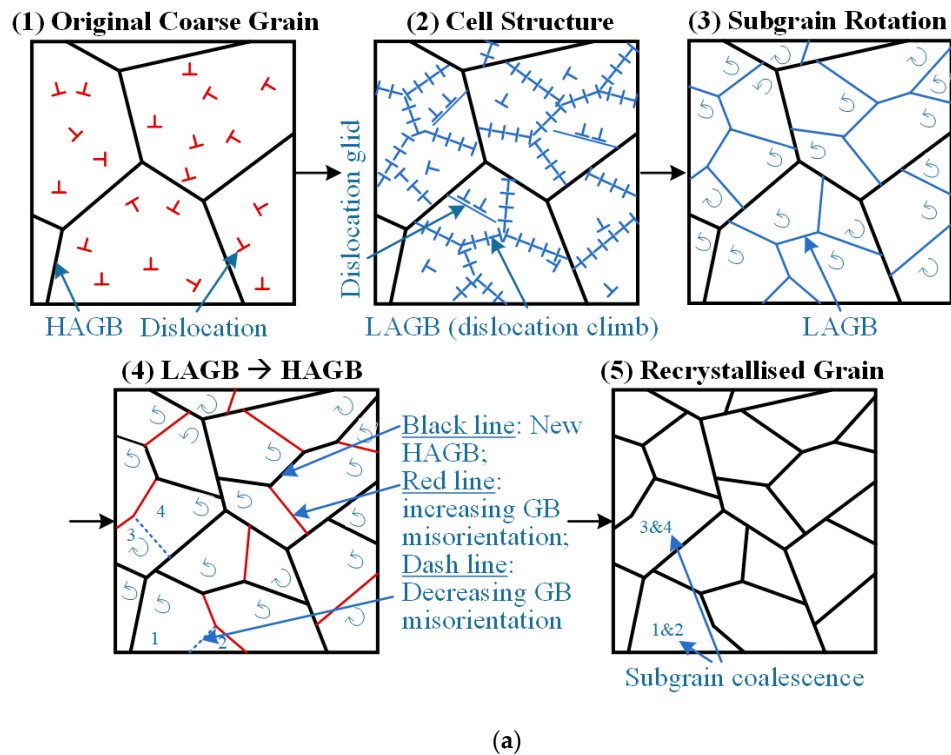 (1) Original Coarse Grain
(2) Cell Structure
(3) Subgrain Rotation
Dislocation glid
HAGB
Dislocation
LAGB (dislocation climb)
LAGB
(4) LAGB → HAGB
(5) Recrystallised Grain
Black line: New
HAGB;
Red line:
increasing GB
misorientation;
Dash line:
Decreasing GB
misorientation
4
3
1
2
3&4
1&2
Subgrain coalescence
(a)